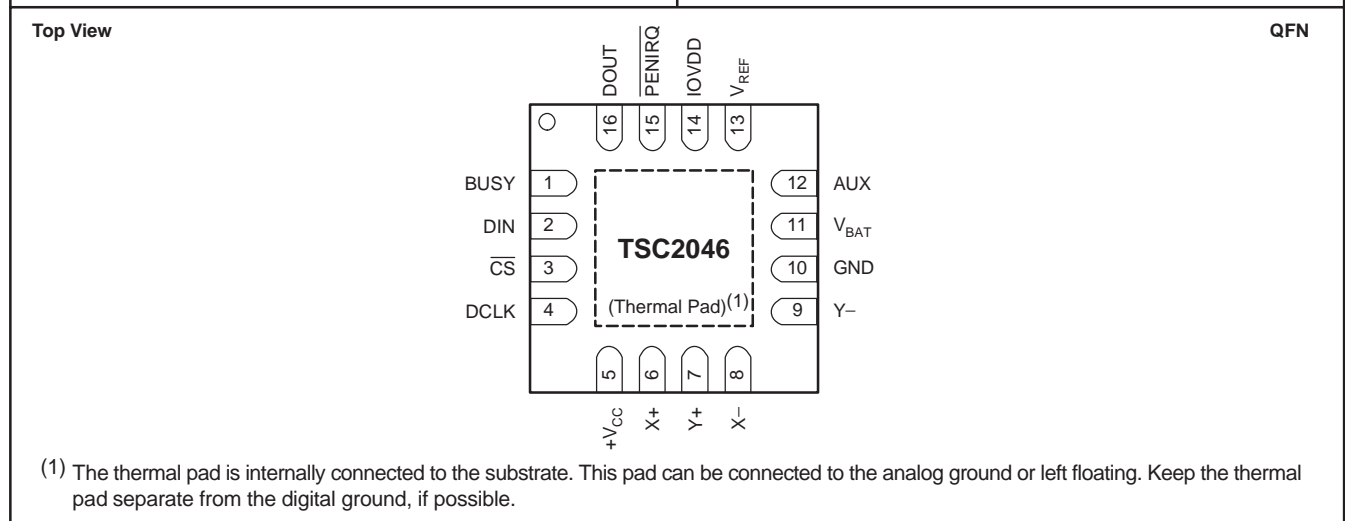 Top View
QFN
DOUT
PENIRQ
IOVDD
VREF
16
15
14
13
BUSY 1
DIN 2
CS 3
DCLK 4
12 AUX
11 VBAT
10 GND
9 Y−
TSC2046
(Thermal Pad)(1)
5
6
7
8
+VCC
X+
Y+
X−
(1) The thermal pad is internally connected to the substrate. This pad can be connected to the analog ground or left floating. Keep the thermal
pad separate from the digital ground, if possible.